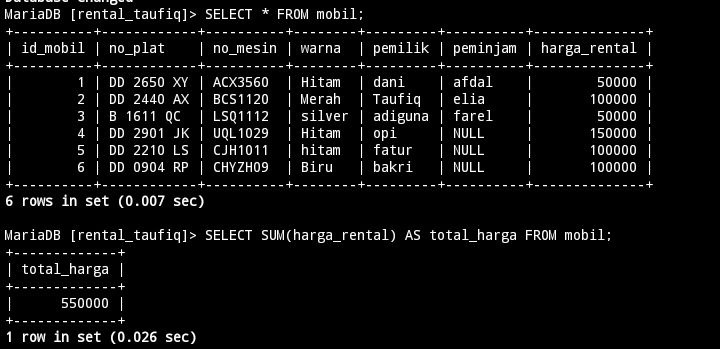 Database changed
MariaDB [rental_taufiq]> SELECT * FROM mobil;
+----------+------------+----------+--------+---------+----------+--------------+
| id_mobil | no_plat    | no_mesin | warna  | pemilik | peminjam | harga_rental |
+----------+------------+----------+--------+---------+----------+--------------+
|        1 | DD 2650 XY | ACX3560  | Hitam  | dani    | afdal    |        50000 |
|        2 | DD 2440 AX | BCS1120  | Merah  | Taufiq  | elia     |       100000 |
|        3 | B 1611 QC  | LSQ1112  | silver | adiguna | farel    |        50000 |
|        4 | DD 2901 JK | UQL1029  | Hitam  | opi     | NULL     |       150000 |
|        5 | DD 2210 LS | CJH1011  | hitam  | fatur   | NULL     |       100000 |
|        6 | DD 0904 RP | CHYZH09  | Biru   | bakri   | NULL     |       100000 |
+----------+------------+----------+--------+---------+----------+--------------+
6 rows in set (0.007 sec)
MariaDB [rental_taufiq]> SELECT SUM(harga_rental) AS total_harga FROM mobil;
+-------------+
| total_harga |
+-------------+
|      550000 |
+-------------+
1 row in set (0.026 sec)